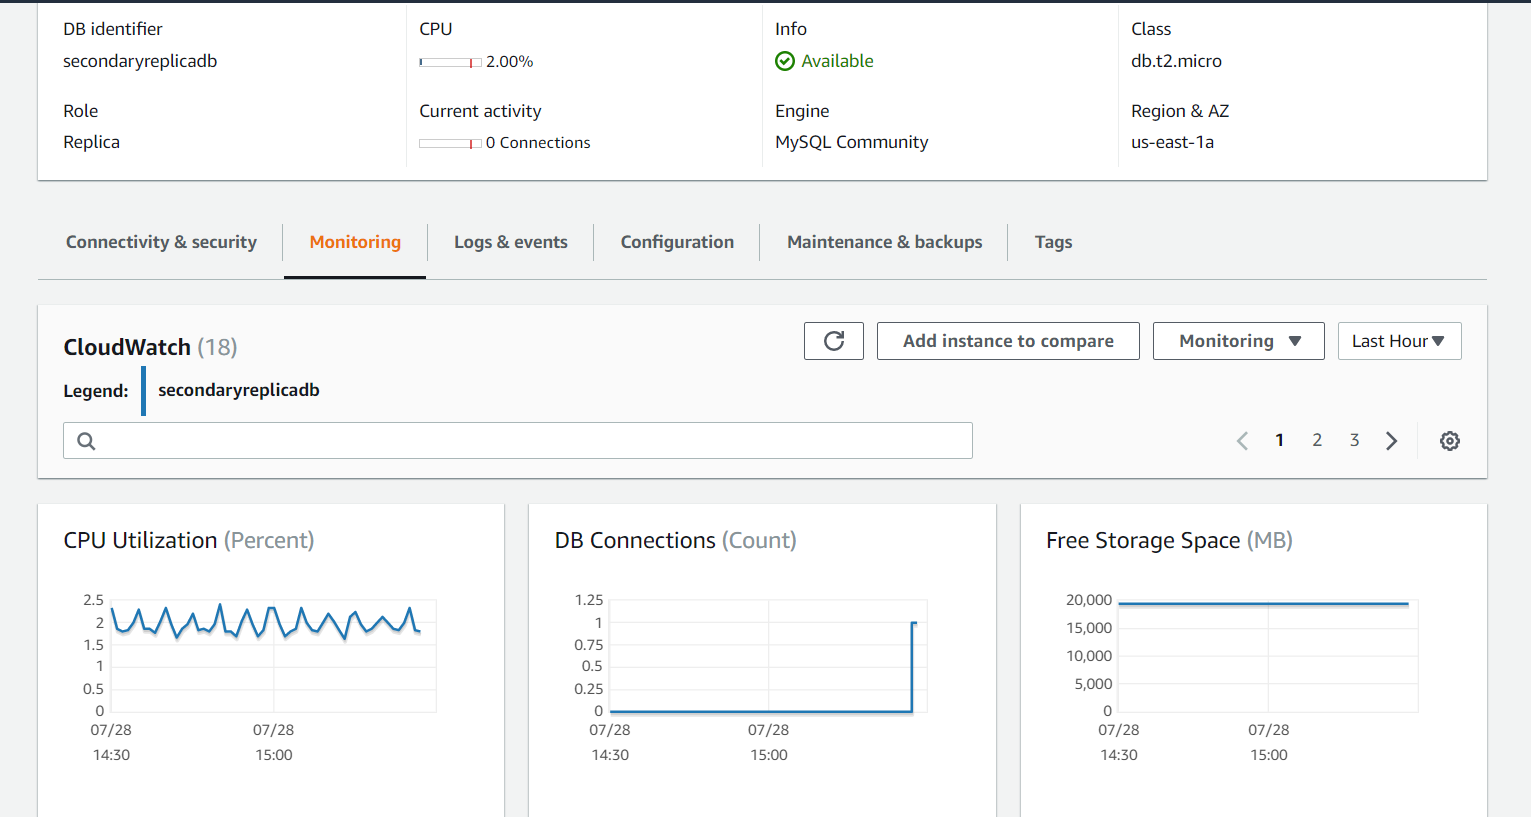 DB identifier
secondaryreplicadb
CPU
2.00%
Info
Available
Class
db.t2.micro
Role
Replica
Current activity
0 Connections
Engine
MySQL Community
Region & AZ
us-east-1a
Connectivity & security
Monitoring
Logs & events
Configuration
Maintenance & backups
Tags
CloudWatch (18)
Add instance to compare
Monitoring
Last Hour
Legend:
secondaryreplicadb
1
2
3
CPU Utilization (Percent)
2.5
2
1.5
1
0.5
0
07/28
14:30
07/28
15:00
DB Connections (Count)
1.25
1
0.75
0.5
0.25
0
07/28
14:30
07/28
15:00
Free Storage Space (MB)
20,000
15,000
10,000
5,000
0
07/28
14:30
07/28
15:00